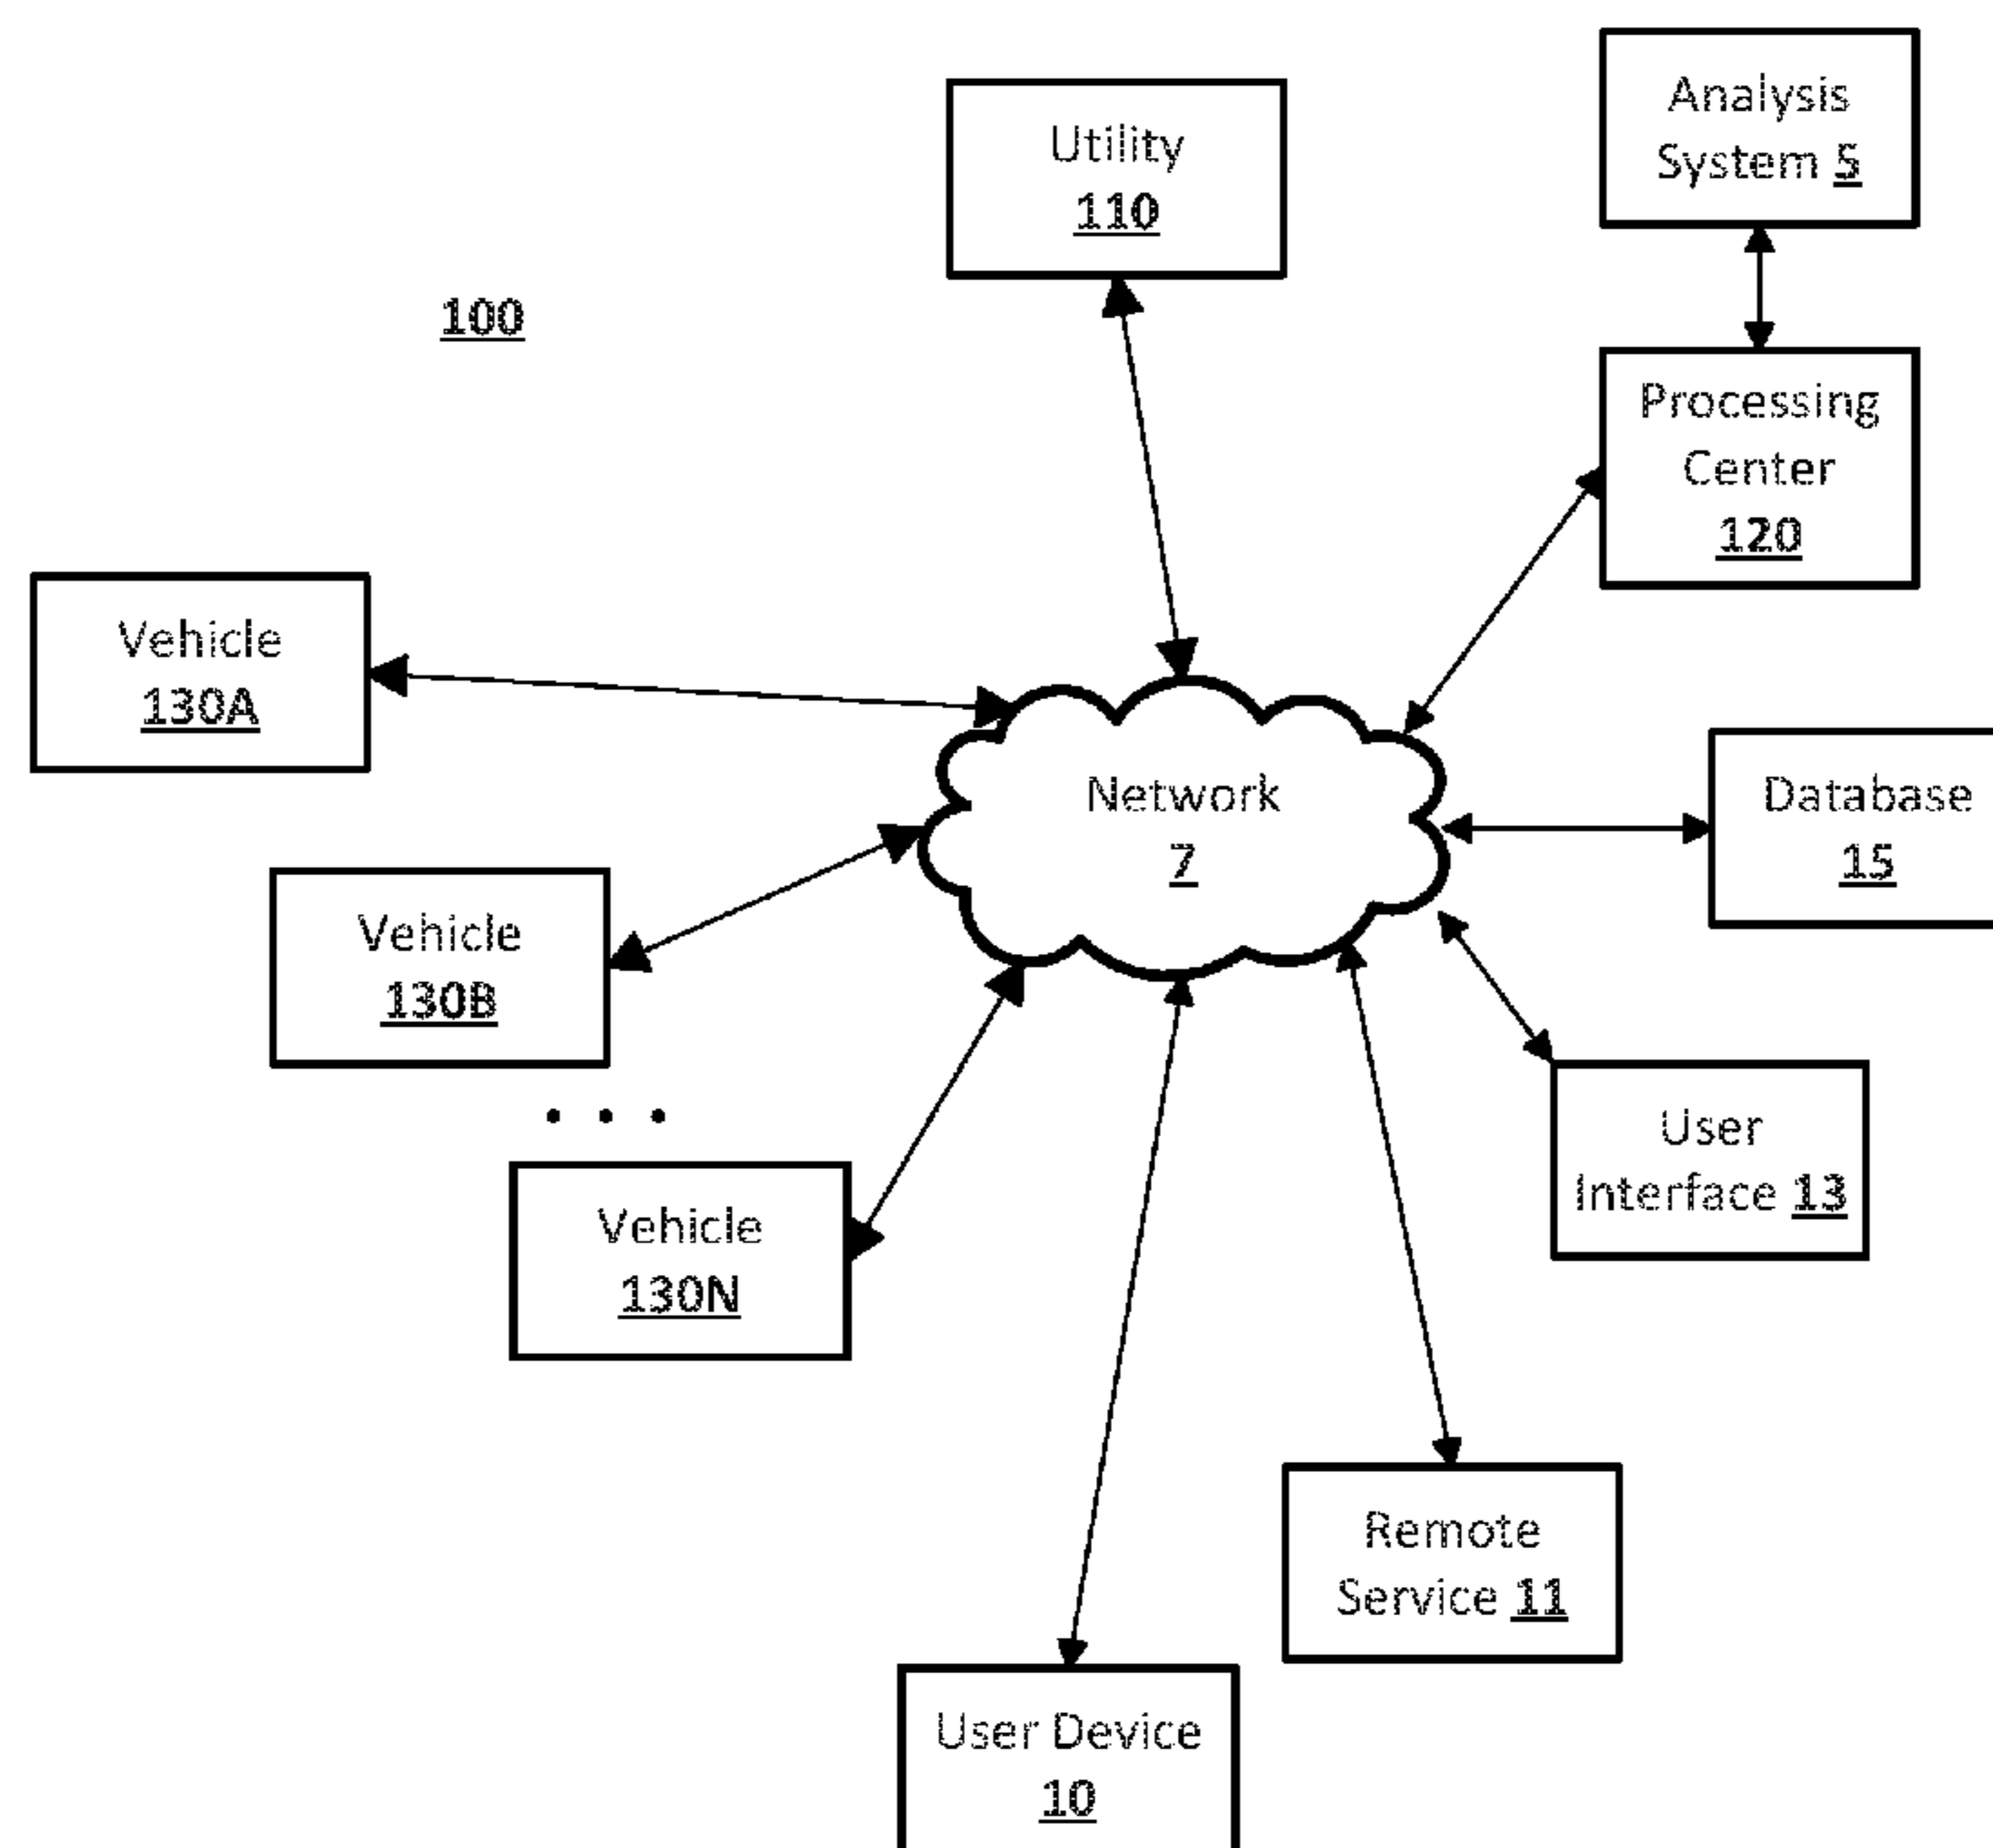 Analysis
System 5
Utility
110
100
Processing
Center
120
Vehicle
130A
Network
7
Database
15
Vehicle
130B
. . .
User
Interface 13
Vehicle
130N
Remote
Service 11
User Device
10